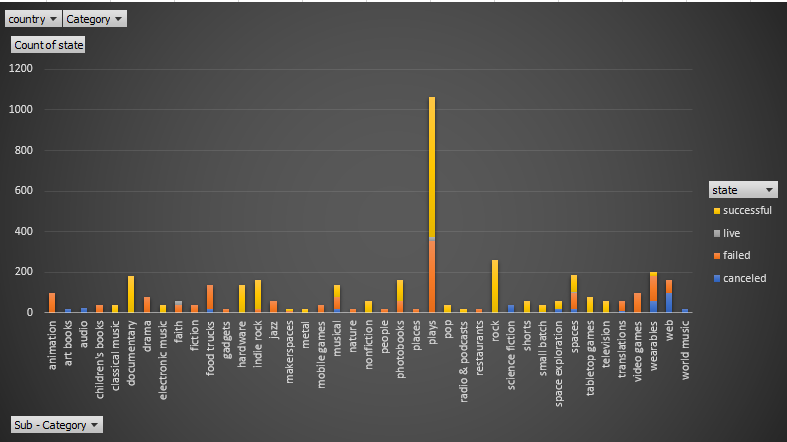 country Category
Count of state
1200
1000
800
600
400
200
0
animation
art books
audio
children's books
classical music
documentary
drama
electronic music
faith
fiction
food trucks
gadgets
hardware
indie rock
jazz
makerspaces
metal
mobile games
musical
nature
nonfiction
people
photobooks
places
plays
pop
radio & podcasts
restaurants
rock
science fiction
shorts
small batch
space exploration
spaces
tabletop games
television
translations
video games
wearables
web
world music
state
successful
live
failed
canceled
Sub - Category